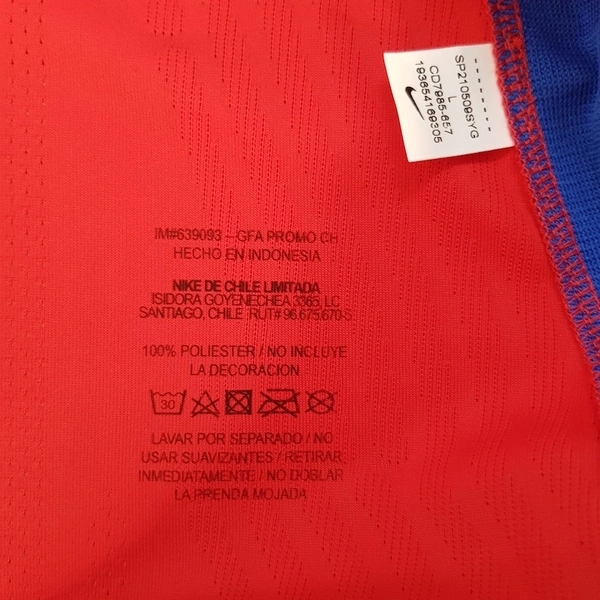 SP210509SYG
L
CD7985-657
193654169305
IM#639093 – GFA PROMO CH
HECHO EN INDONESIA
NIKE DE CHILE LIMITADA
ISIDORA GOYENECHEA 3365, LC
SANTIAGO, CHILE RUT# 96.675.670-S
100% POLIESTER / NO INCLUYE
LA DECORACION
30
LAVAR POR SEPARADO / NO
USAR SUAVIZANTES / RETIRAR
INMEDIATAMENTE / NO DOBLAR
LA PRENDA MOJADA